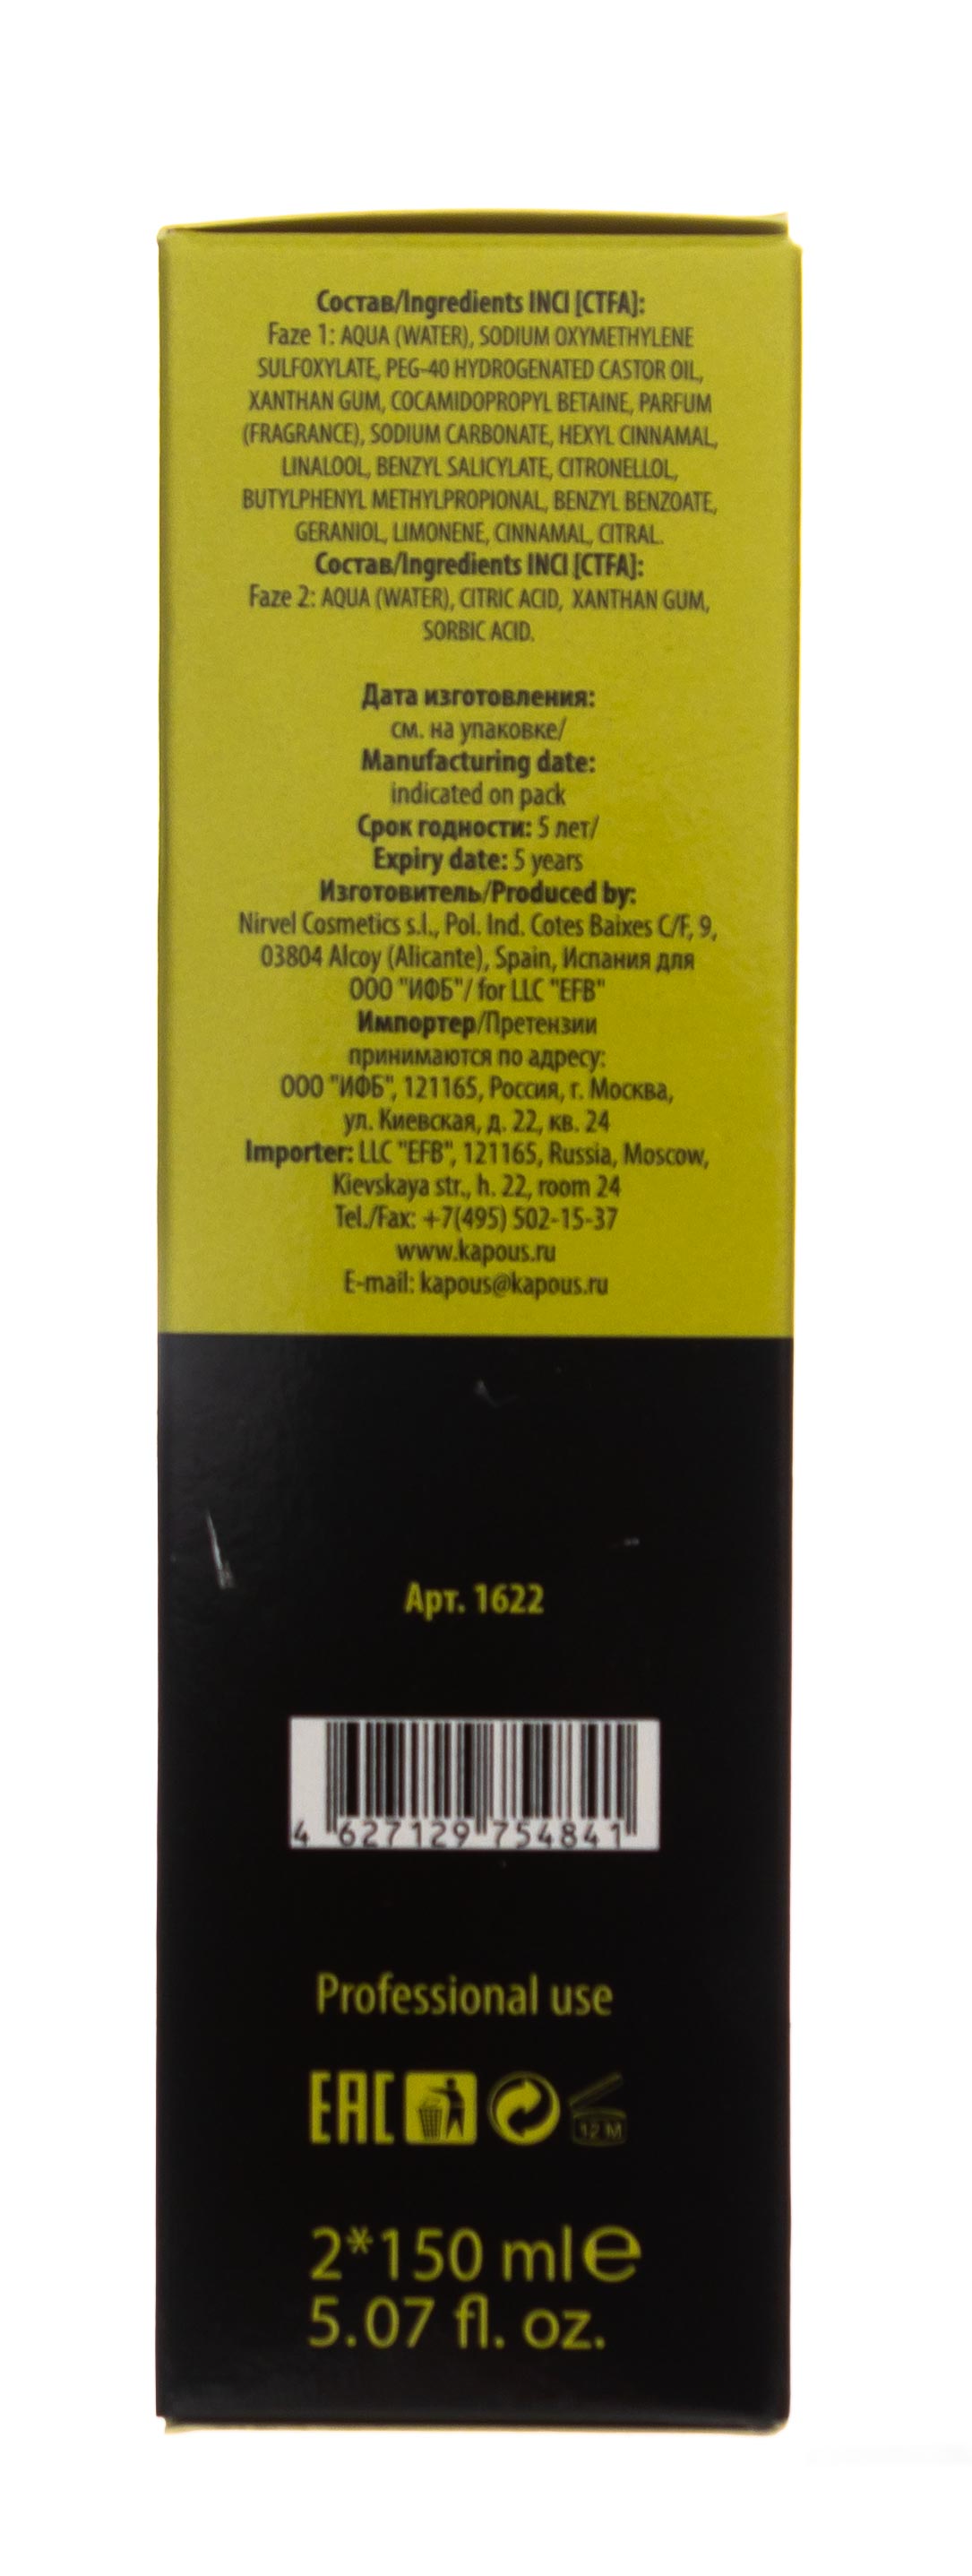 Состав/Ingredients INCI [CTFA]:
Faze 1: AQUA (WATER), SODIUM OXYMETHYLENE
SULFOXYLATE, PEG-40 HYDROGENATED CASTOR OIL,
XANTHAN GUM, COCAMIDOPROPYL BETAINE, PARFUM
(FRAGRANCE), SODIUM CARBONATE, HEXYL CINNAMAL,
LINALOOL, BENZYL SALICYLATE, CITRONELLOL,
BUTYLPHENYL METHYLPROPIONAL, BENZYL BENZOATE,
GERANIOL, LIMONENE, CINNAMAL, CITRAL.
Состав/Ingredients INCI [CTFA]:
Faze 2: AQUA (WATER), CITRIC ACID, XANTHAN GUM,
SORBIC ACID.
Дата изготовления:
см. на упаковке/
Manufacturing date:
indicated on pack
Срок годности: 5 лет/
Expiry date: 5 years
Изготовитель/Produced by:
Nirvel Cosmetics s.l., Pol. Ind. Cotes Baixes C/F, 9,
03804 Alcoy (Alicante), Spain, Испания для
ООО "ИФБ"/ for LLC "EFB"
Импортер/Претензии
принимаются по адресу:
ООО "ИФБ", 121165, Россия, г. Москва,
ул. Киевская, д. 22, кв. 24
Importer: LLC "EFB", 121165, Russia, Moscow,
Kievskaya str., h. 22, room 24
Tel./Fax: +7(495) 502-15-37
www.kapous.ru
E-mail: kapous@kapous.ru
Арт. 1622
4 627129 754841
Professional use
EAC 12 M
2*150 ml e
5.07 fl. oz.